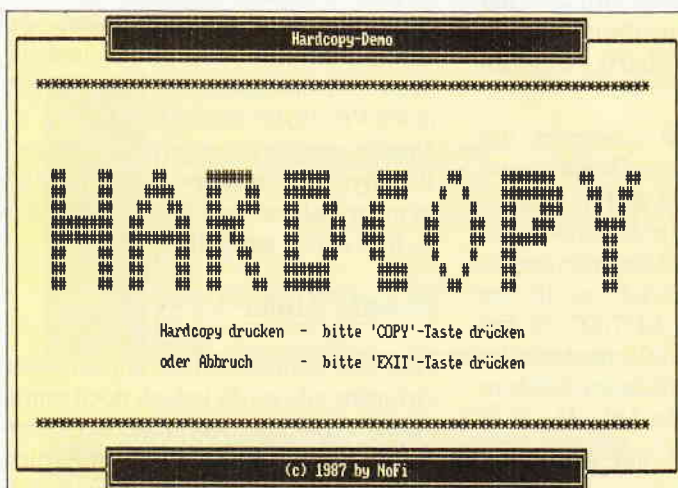 Hardcopy-Demo
HARDCOPY
Hardcopy drucken - bitte 'COPY'-Taste drücken
oder Abbruch - bitte 'EXIT'-Taste drücken
(c) 1987 by NoFi